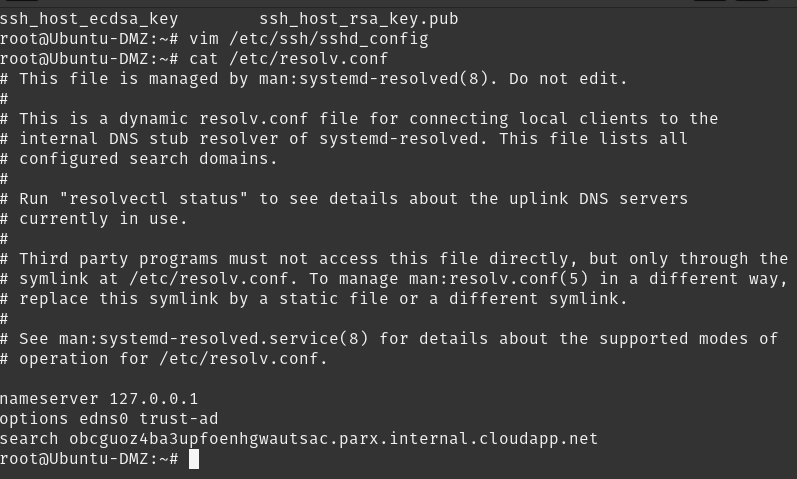 ssh_host_ecdsa_key        ssh_host_rsa_key.pub
root@Ubuntu-DMZ:~# vim /etc/ssh/sshd_config
root@Ubuntu-DMZ:~# cat /etc/resolv.conf
# This file is managed by man:systemd-resolved(8). Do not edit.
#
# This is a dynamic resolv.conf file for connecting local clients to the
# internal DNS stub resolver of systemd-resolved. This file lists all
# configured search domains.
#
# Run "resolvectl status" to see details about the uplink DNS servers
# currently in use.
#
# Third party programs must not access this file directly, but only through the
# symlink at /etc/resolv.conf. To manage man:resolv.conf(5) in a different way,
# replace this symlink by a static file or a different symlink.
#
# See man:systemd-resolved.service(8) for details about the supported modes of
# operation for /etc/resolv.conf.

nameserver 127.0.0.1
options edns0 trust-ad
search obcguoz4ba3upfoenhgwautsac.parx.internal.cloudapp.net
root@Ubuntu-DMZ:~#